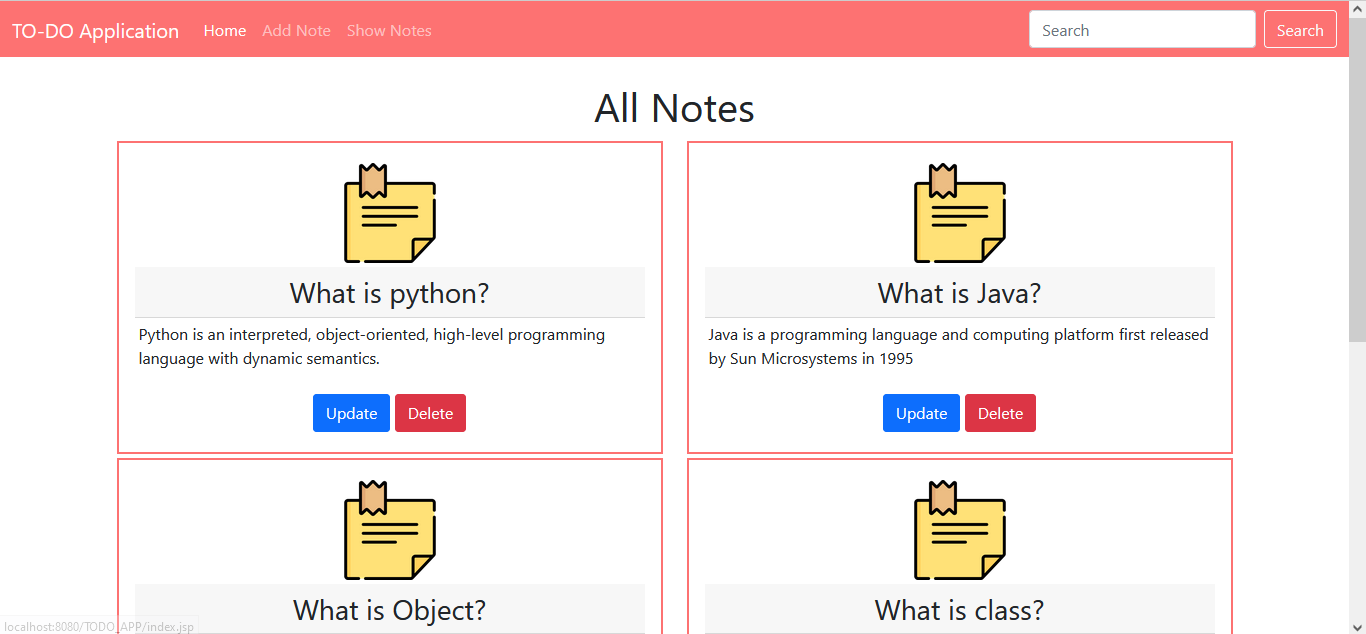 TO-DO Application Home Add Note Show Notes Search Search
All Notes
What is python?
Python is an interpreted, object-oriented, high-level programming
language with dynamic semantics.
Update Delete
What is Java?
Java is a programming language and computing platform first released
by Sun Microsystems in 1995
Update Delete
What is Object?
What is class?
localhost:8080/TODO_APP/index.jsp